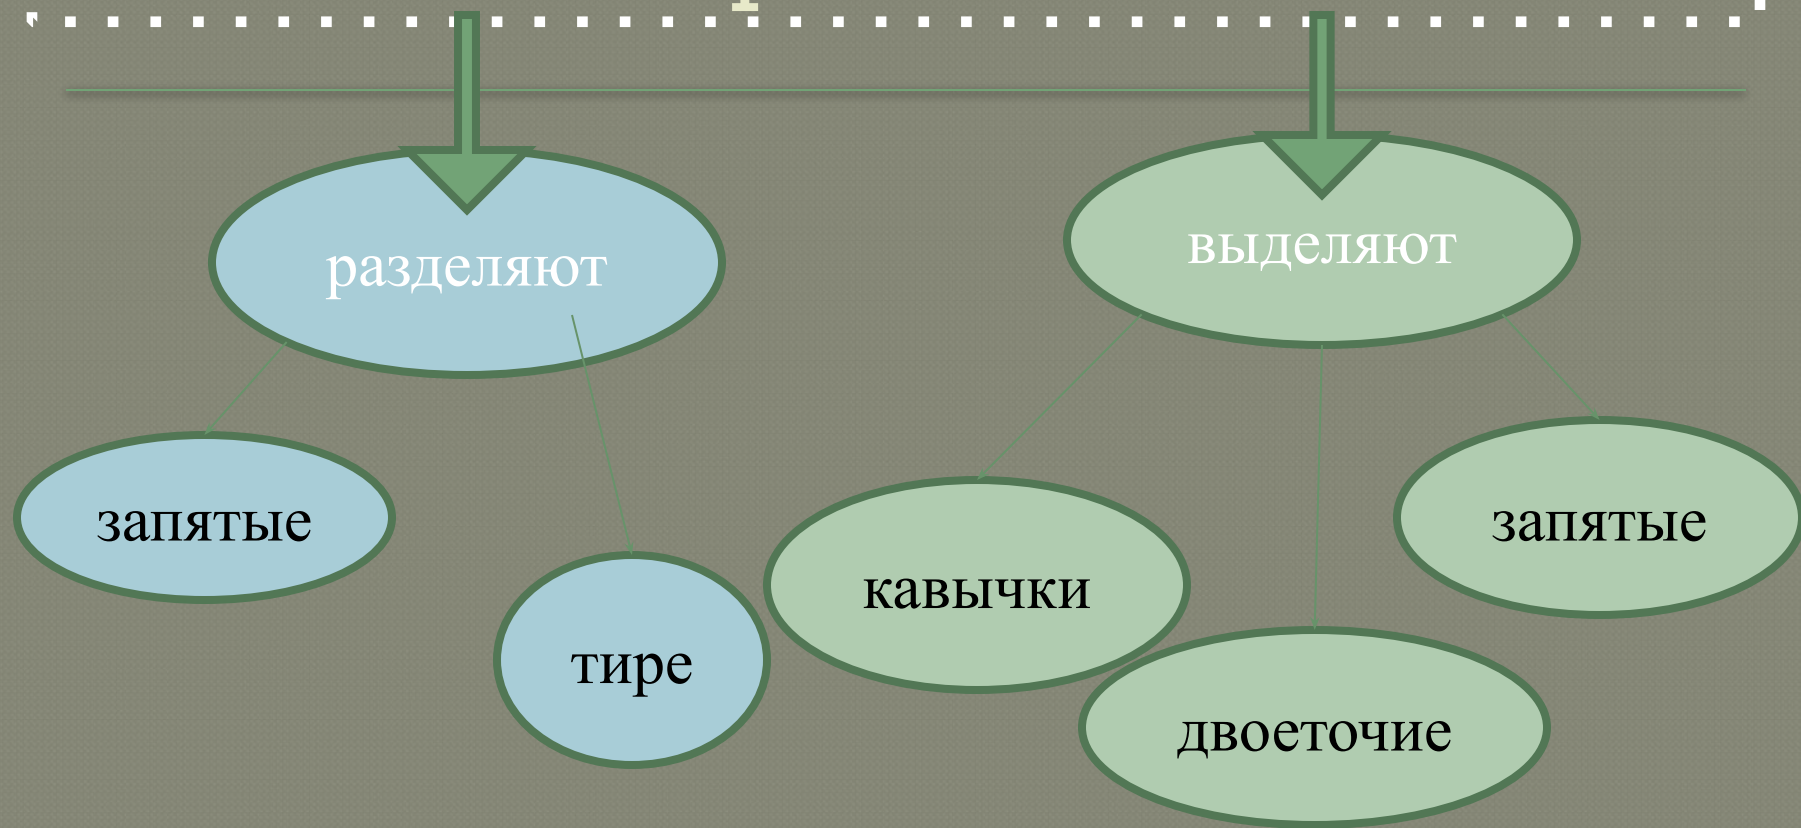 разделяют
выделяют
запятые
тире
кавычки
двоеточие
запятые